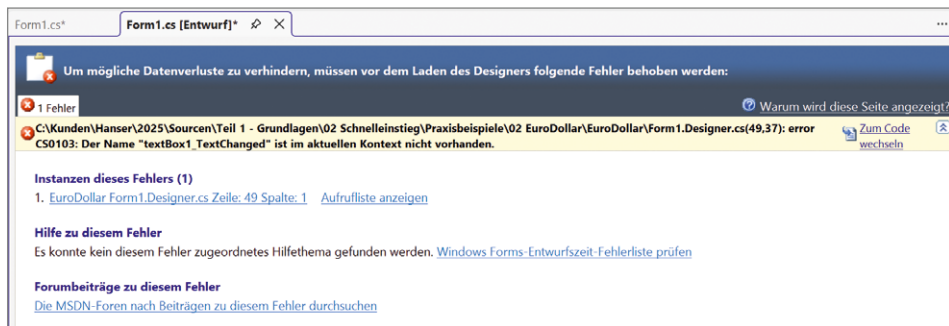 Form1.cs*
Form1.cs [Entwurf]*
Um mögliche Datenverluste zu verhindern, müssen vor dem Laden des Designers folgende Fehler behoben werden:
1 Fehler
Warum wird diese Seite angezeigt?
C:\Kunden\Hanser\2025\Sourcen\Teil 1 - Grundlagen\02 Schnelleinstieg\Praxisbeispiele\02 EuroDollar\EuroDollar\Form1.Designer.cs(49,37): error
CS0103: Der Name "textBox1_TextChanged" ist im aktuellen Kontext nicht vorhanden.
Zum Code
wechseln
Instanzen dieses Fehlers (1)
1. EuroDollar Form1.Designer.cs Zeile: 49 Spalte: 1 Aufrufliste anzeigen
Hilfe zu diesem Fehler
Es konnte kein diesem Fehler zugeordnetes Hilfethema gefunden werden. Windows Forms-Entwurfszeit-Fehlerliste prüfen
Forumbeiträge zu diesem Fehler
Die MSDN-Foren nach Beiträgen zu diesem Fehler durchsuchen